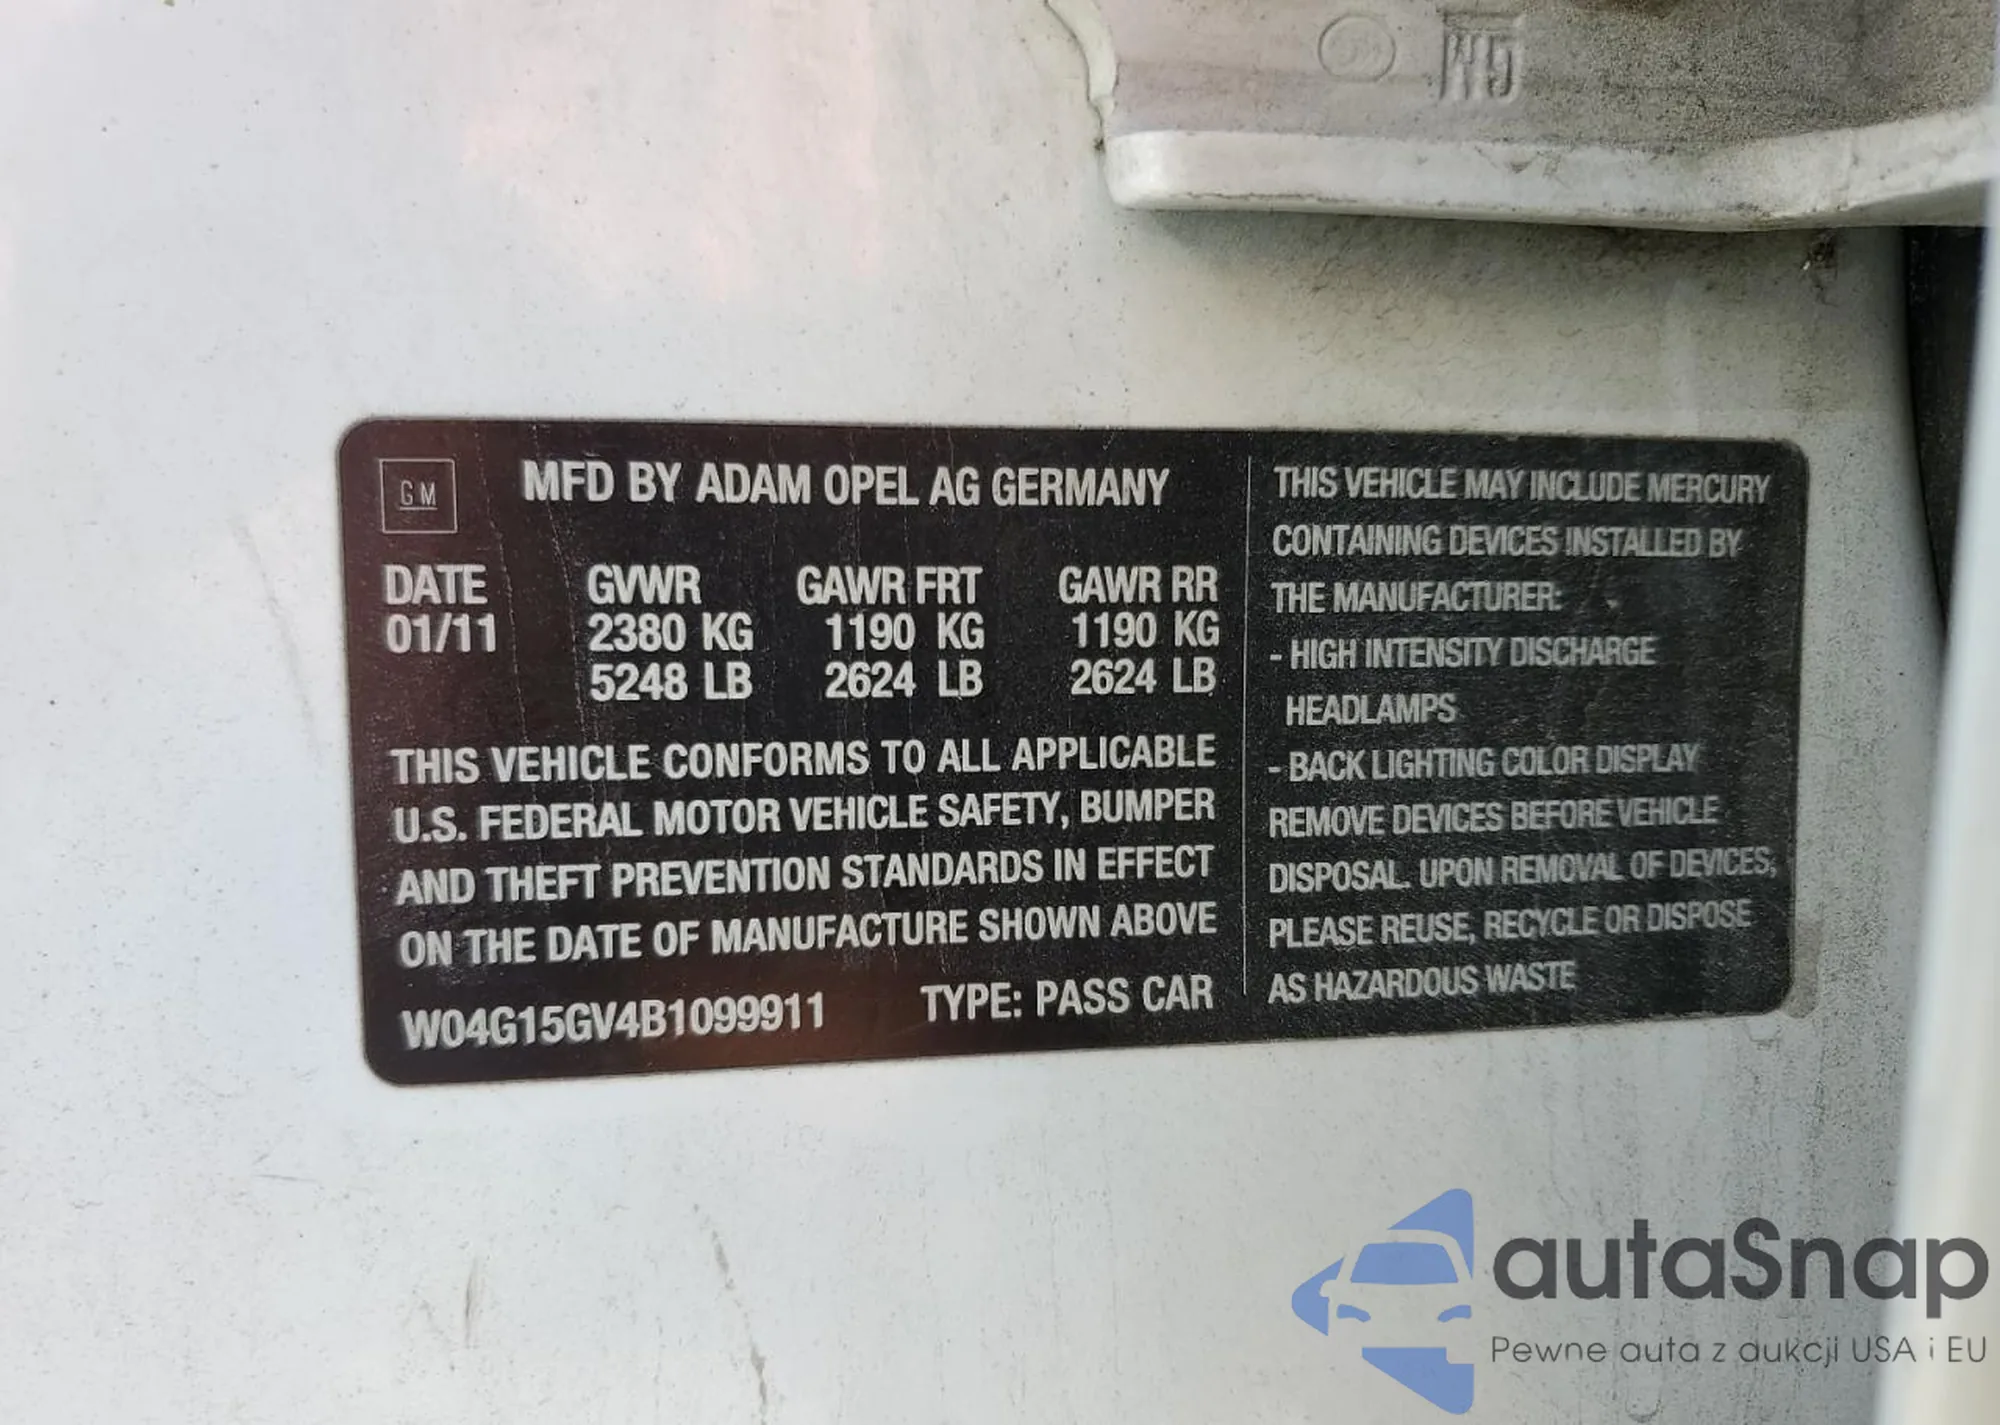 GM
MFD BY ADAM OPEL AG GERMANY
DATE GVWR GAWR FRT GAWR RR
01/11 2380 KG 1190 KG 1190 KG
5248 LB 2624 LB 2624 LB
THIS VEHICLE CONFORMS TO ALL APPLICABLE
U.S. FEDERAL MOTOR VEHICLE SAFETY, BUMPER
AND THEFT PREVENTION STANDARDS IN EFFECT
ON THE DATE OF MANUFACTURE SHOWN ABOVE
W04G15GV4B1099911 TYPE: PASS CAR
THIS VEHICLE MAY INCLUDE MERCURY
CONTAINING DEVICES INSTALLED BY
THE MANUFACTURER:
- HIGH INTENSITY DISCHARGE
HEADLAMPS
- BACK LIGHTING COLOR DISPLAY
REMOVE DEVICES BEFORE VEHICLE
DISPOSAL. UPON REMOVAL OF DEVICES,
PLEASE REUSE, RECYCLE OR DISPOSE
AS HAZARDOUS WASTE
autaSnap
Pewne auta z aukcji USA i EU